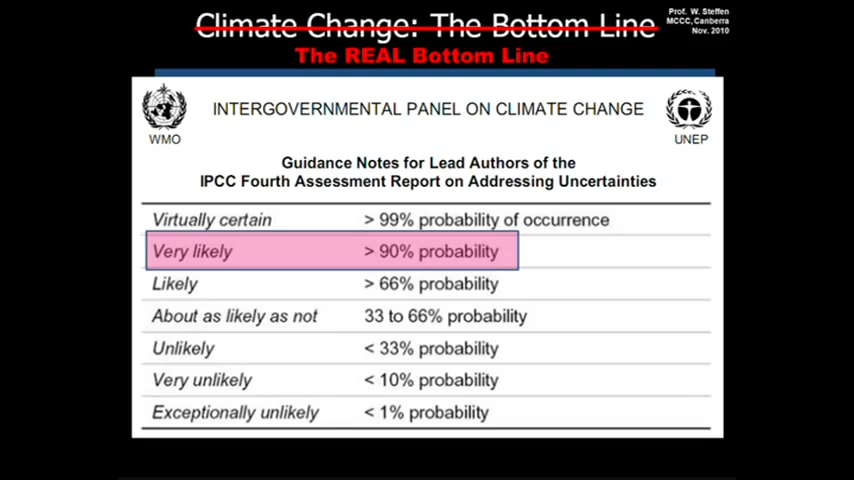 Climate Change: The Bottom Line
Prof. W. Steffen
MCCC, Canberra
Nov. 2010
The REAL Bottom Line
INTERGOVERNMENTAL PANEL ON CLIMATE CHANGE
WMO
UNEP
Guidance Notes for Lead Authors of the
IPCC Fourth Assessment Report on Addressing Uncertainties
Virtually certain > 99% probability of occurrence
Very likely > 90% probability
Likely > 66% probability
About as likely as not 33 to 66% probability
Unlikely < 33% probability
Very unlikely < 10% probability
Exceptionally unlikely < 1% probability